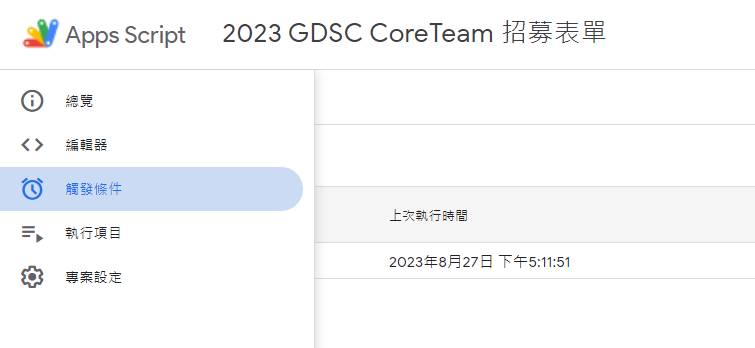 Apps Script 2023 GDSC CoreTeam 招募表單
總覽
編輯器
觸發條件
執行項目
專案設定
上次執行時間
2023年8月27日 下午5:11:51